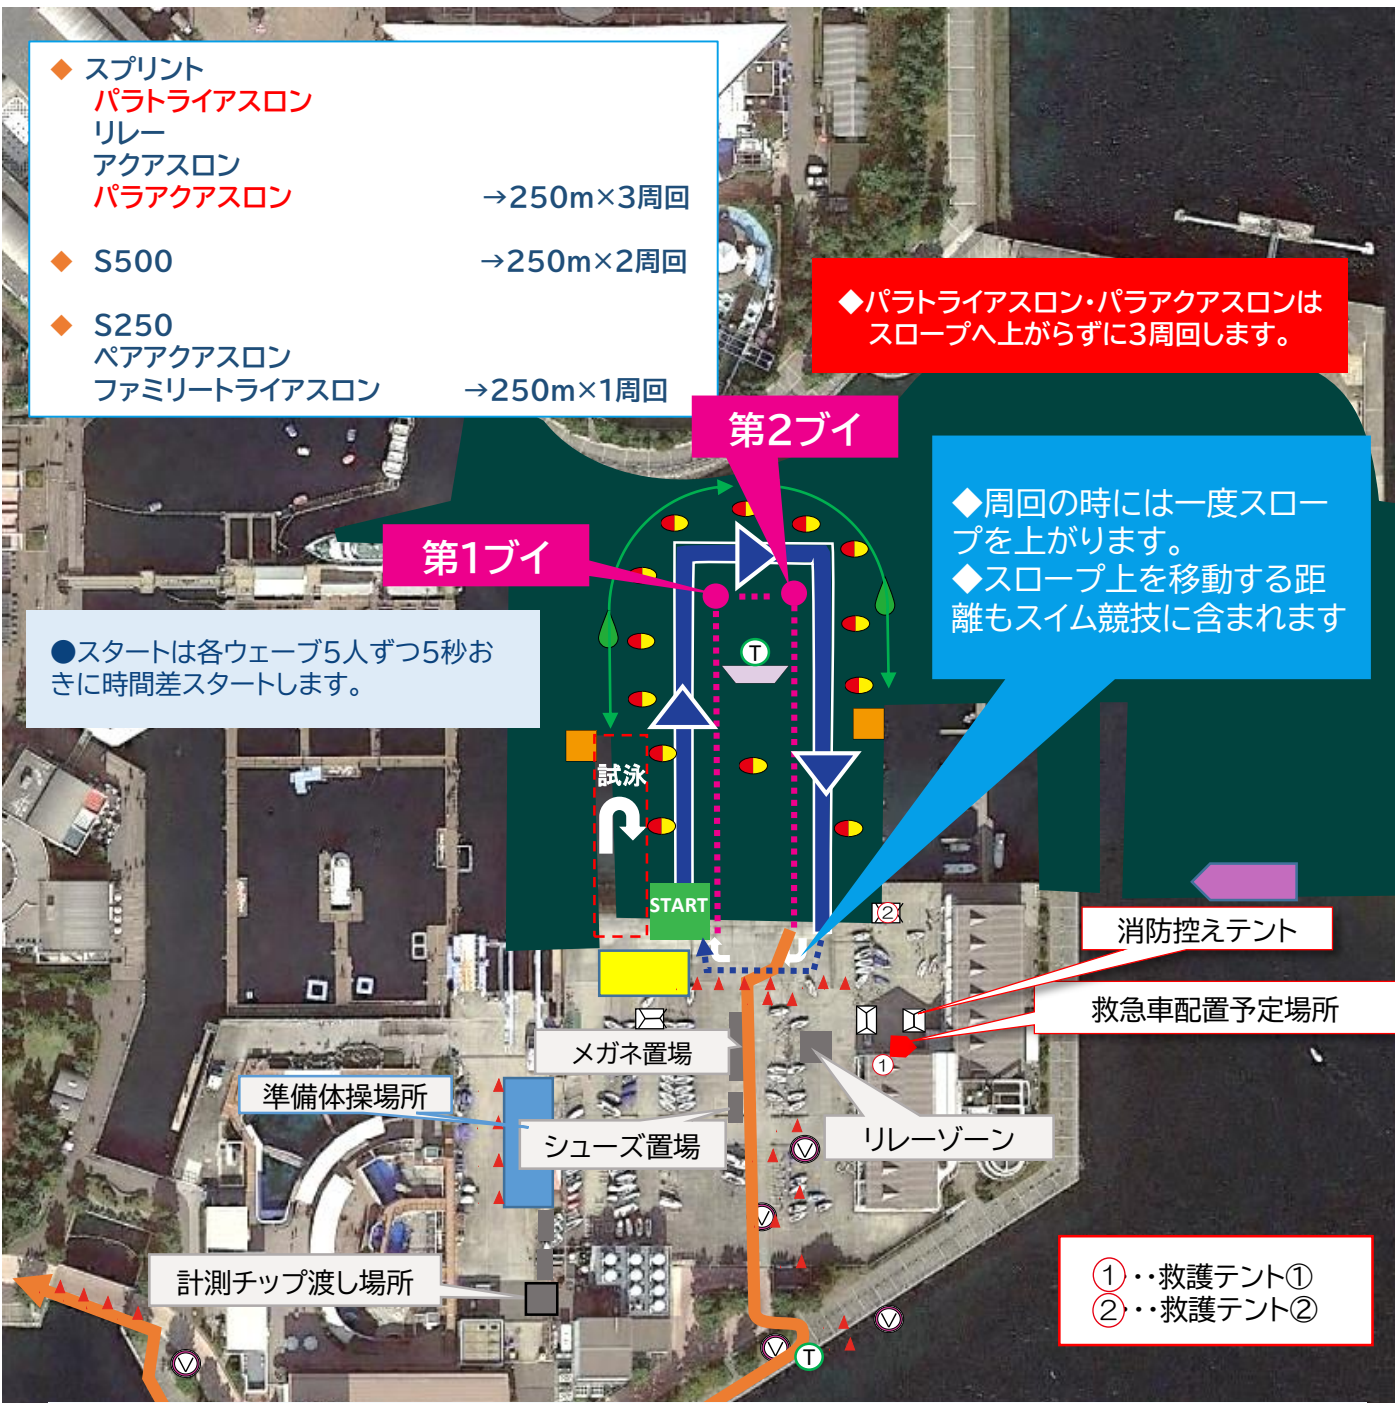 ◆ スプリント
パラトライアスロン
リレー
アクアスロン
パラアクアスロン →250m×3周回
◆ S500 →250m×2周回
◆ S250
ペアアクアスロン
ファミリートライアスロン →250m×1周回
◆パラトライアスロン・パラアクアスロンは
スロープへ上がらずに3周回します。
第2ブイ
◆周回の時には一度スロー
プを上がります。
◆スロープ上を移動する距
離もスイム競技に含まれます
第1ブイ
●スタートは各ウェーブ5人ずつ5秒お
きに時間差スタートします。
T
試泳
START
②
消防控えテント
救急車配置予定場所
メガネ置場
①
準備体操場所
シューズ置場
リレーゾーン
V
V
計測チップ渡し場所
①・・救護テント①
②・・救護テント②
V
V
T
V